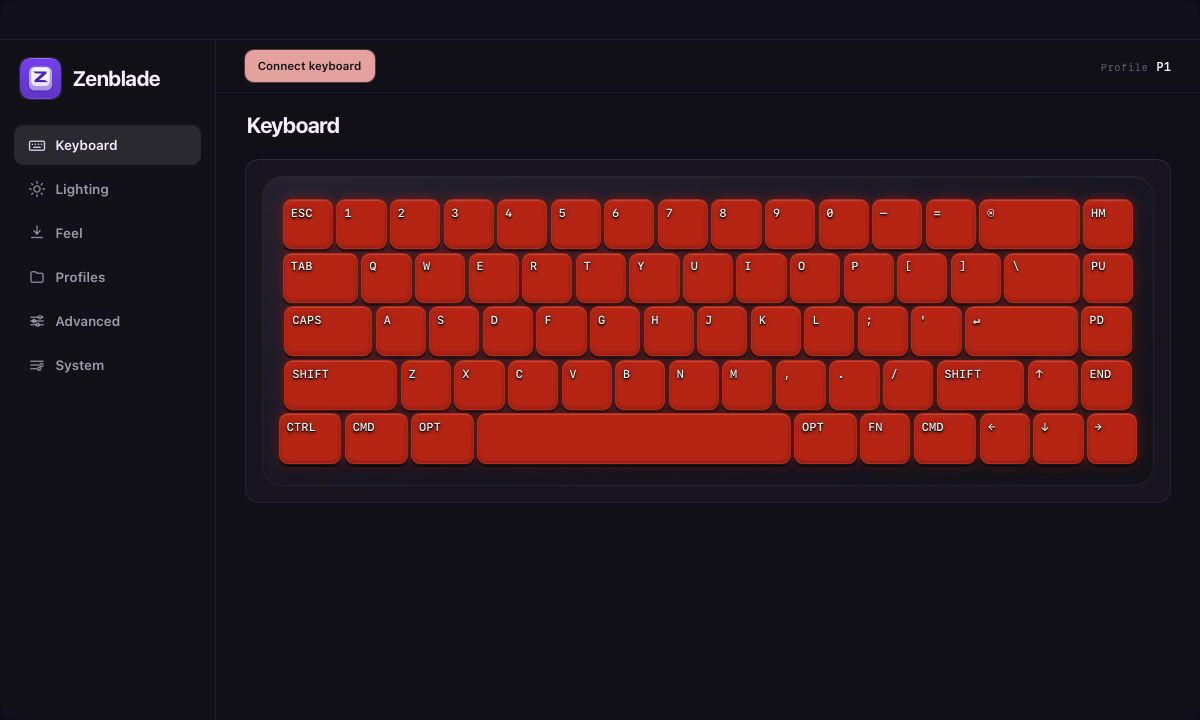 Zenblade
Connect keyboard
Profile P1
Keyboard
Lighting
Feel
Profiles
Advanced
System
Keyboard
ESC 1 2 3 4 5 6 7 8 9 0 — = ⌫ HM
TAB Q W E R T Y U I O P [ ] \ PU
CAPS A S D F G H J K L ; ' ↵ PD
SHIFT Z X C V B N M , . / SHIFT ↑ END
CTRL CMD OPT OPT FN CMD ← ↓ →